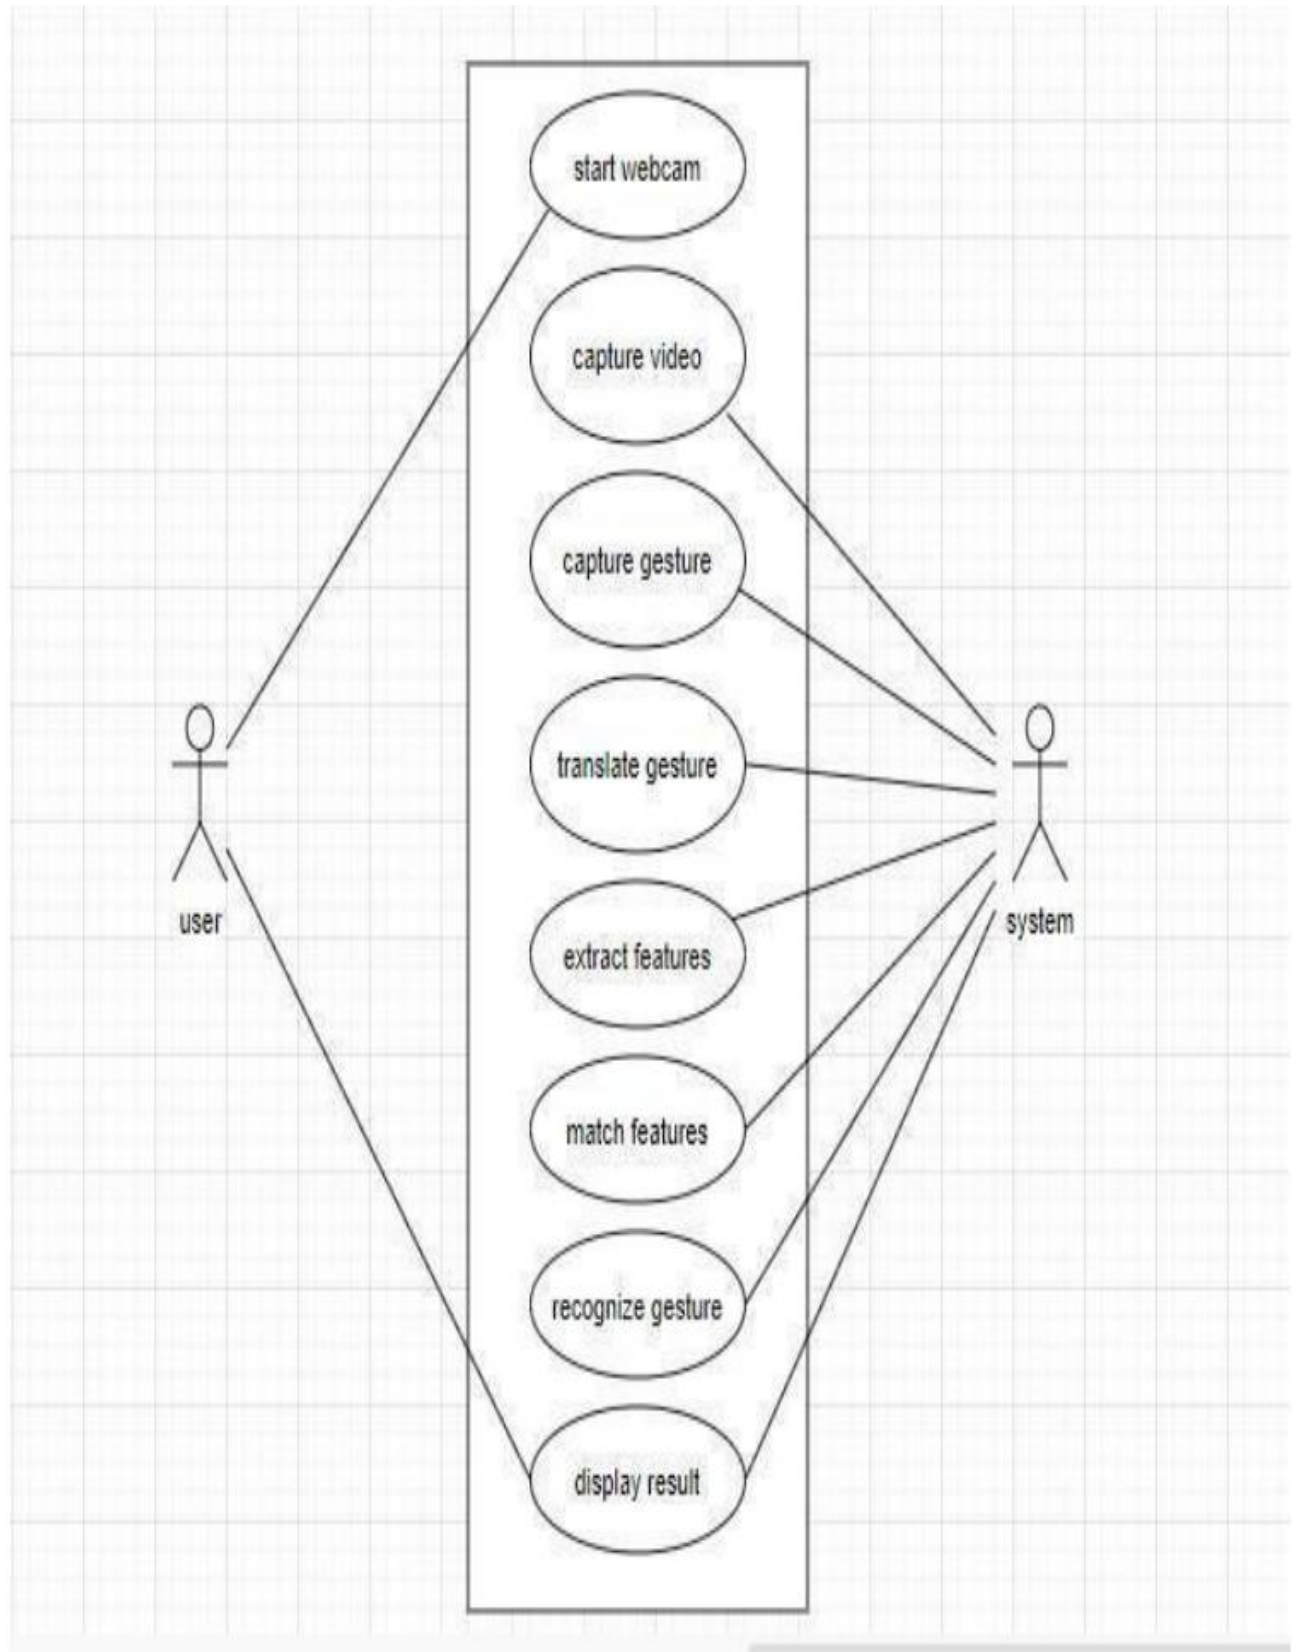 start webcam
capture video
capture gesture
translate gesture
user
system
extract features
match features
recognize gesture
display result